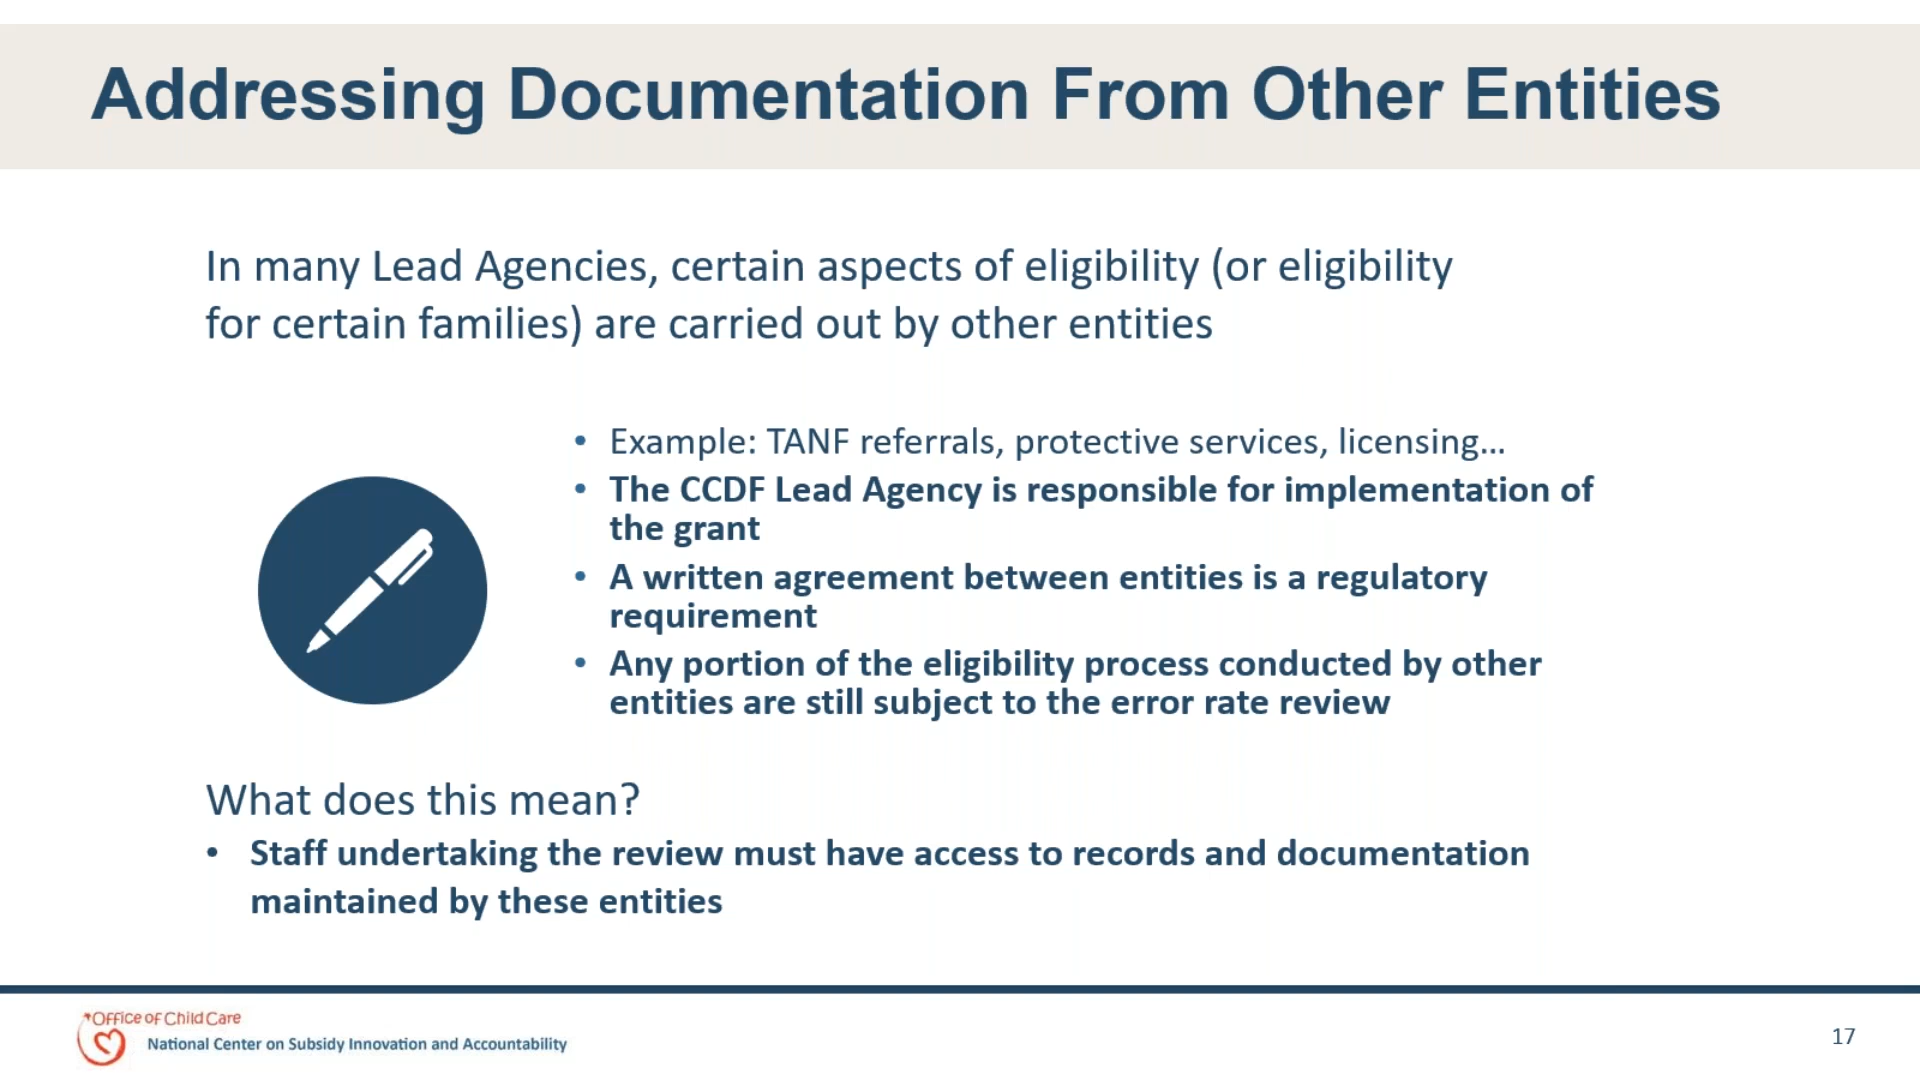 Addressing Documentation From Other Entities
In many Lead Agencies, certain aspects of eligibility (or eligibility
for certain families) are carried out by other entities
• Example: TANF referrals, protective services, licensing…
• The CCDF Lead Agency is responsible for implementation of
the grant
• A written agreement between entities is a regulatory
requirement
• Any portion of the eligibility process conducted by other
entities are still subject to the error rate review
What does this mean?
• Staff undertaking the review must have access to records and documentation
maintained by these entities
Office of Child Care
National Center on Subsidy Innovation and Accountability
17